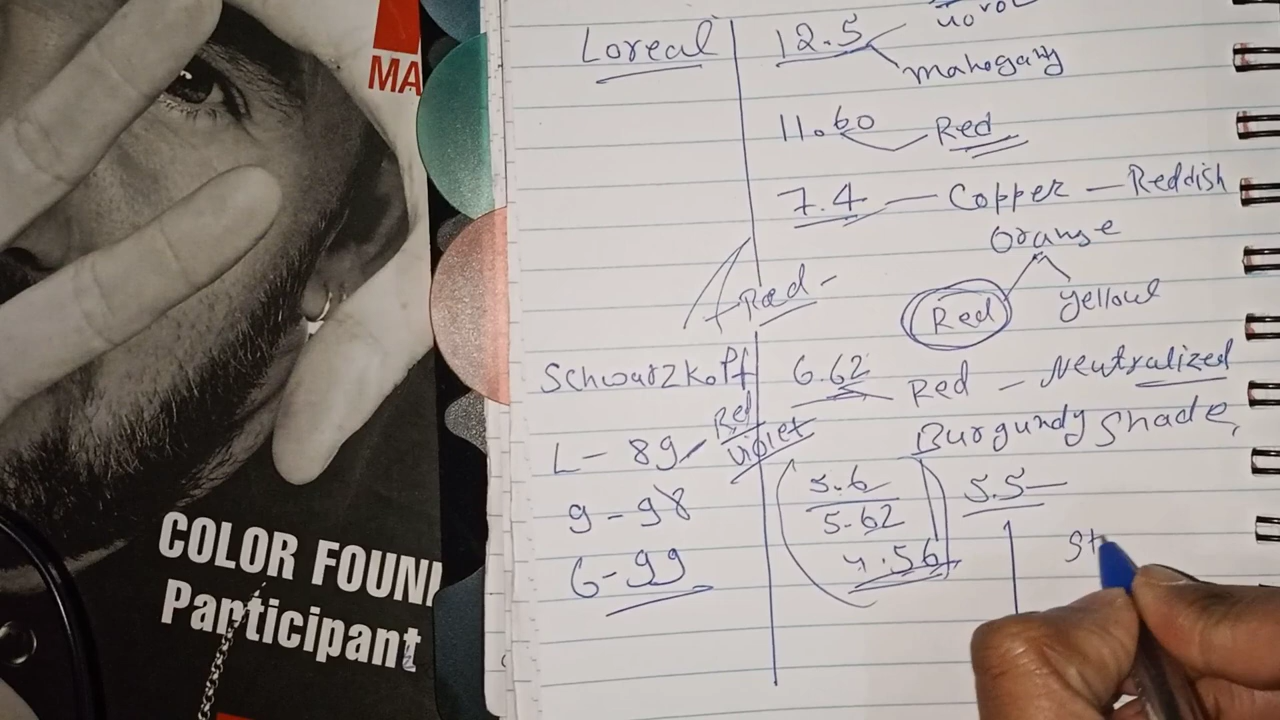 MA
COLOR FOUN
Participant
Loreal
12.5
mahogany
11.60 Red
7.4 — Copper — Reddish
Orange
Red yellow
Red -
Schwarzkoff
6.62 Red - Neutralized
Burgundy Shade,
L - 89 Red
violet
9 - 98
6 - 99
5.6
5.62
4.56
5.5 —
St